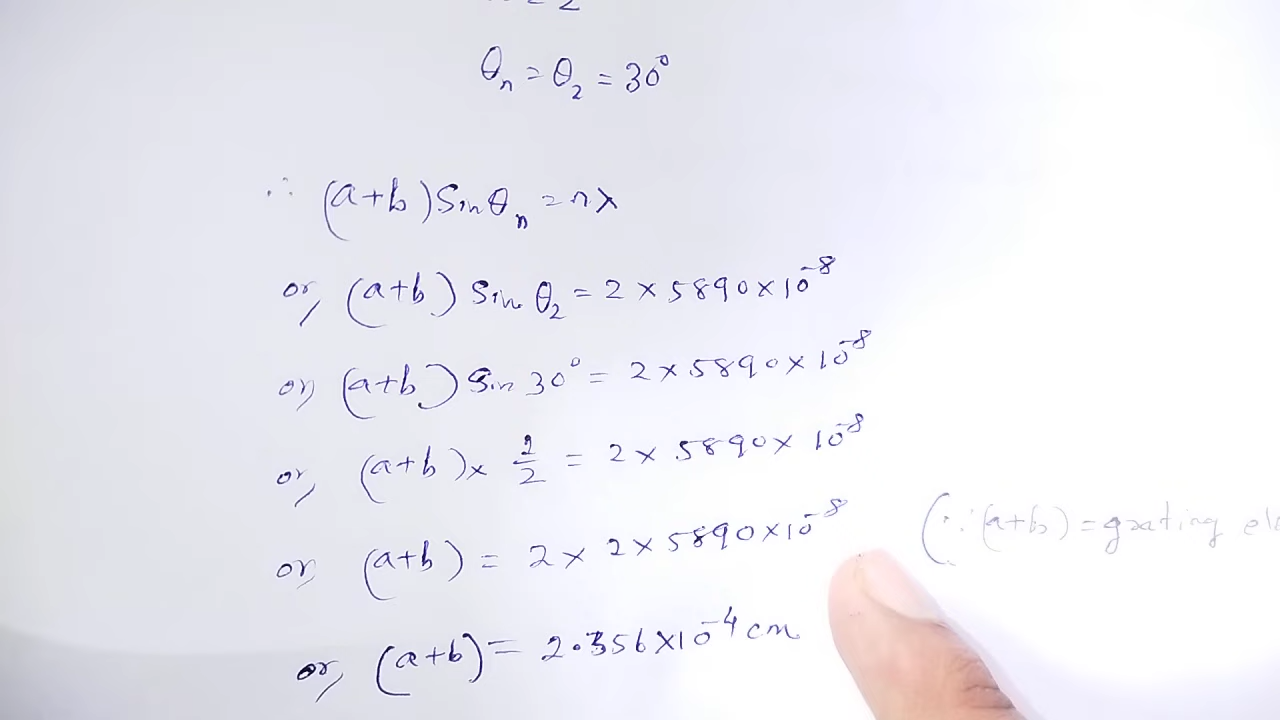 θₙ = θ₂ = 30°
∴ (a+b) Sin θₙ = nλ
or, (a+b) Sin θ₂ = 2 × 5890 × 10⁻⁸
or, (a+b) Sin 30° = 2 × 5890 × 10⁻⁸
or, (a+b) × 1/2 = 2 × 5890 × 10⁻⁸
or, (a+b) = 2 × 2 × 5890 × 10⁻⁸ (∵ (a+b) = grating
or, (a+b) = 2.356 × 10⁻⁴ cm